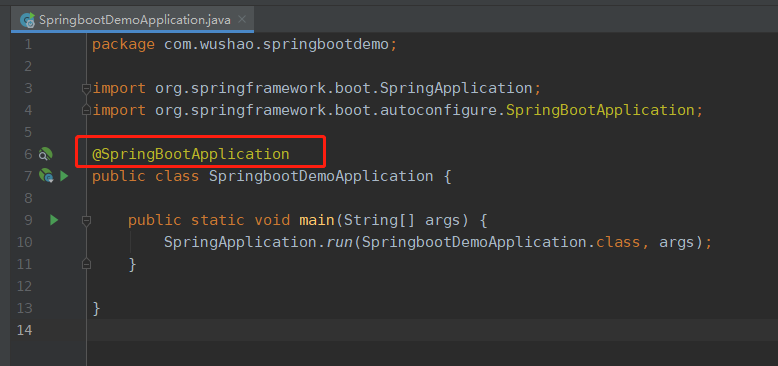 SpringbootDemoApplication.java
1 package com.wushao.springbootdemo;
2
3 import org.springframework.boot.SpringApplication;
4 import org.springframework.boot.autoconfigure.SpringBootApplication;
5
6 @SpringBootApplication
7 public class SpringbootDemoApplication {
8
9     public static void main(String[] args) {
10         SpringApplication.run(SpringbootDemoApplication.class, args);
11     }
12
13 }
14